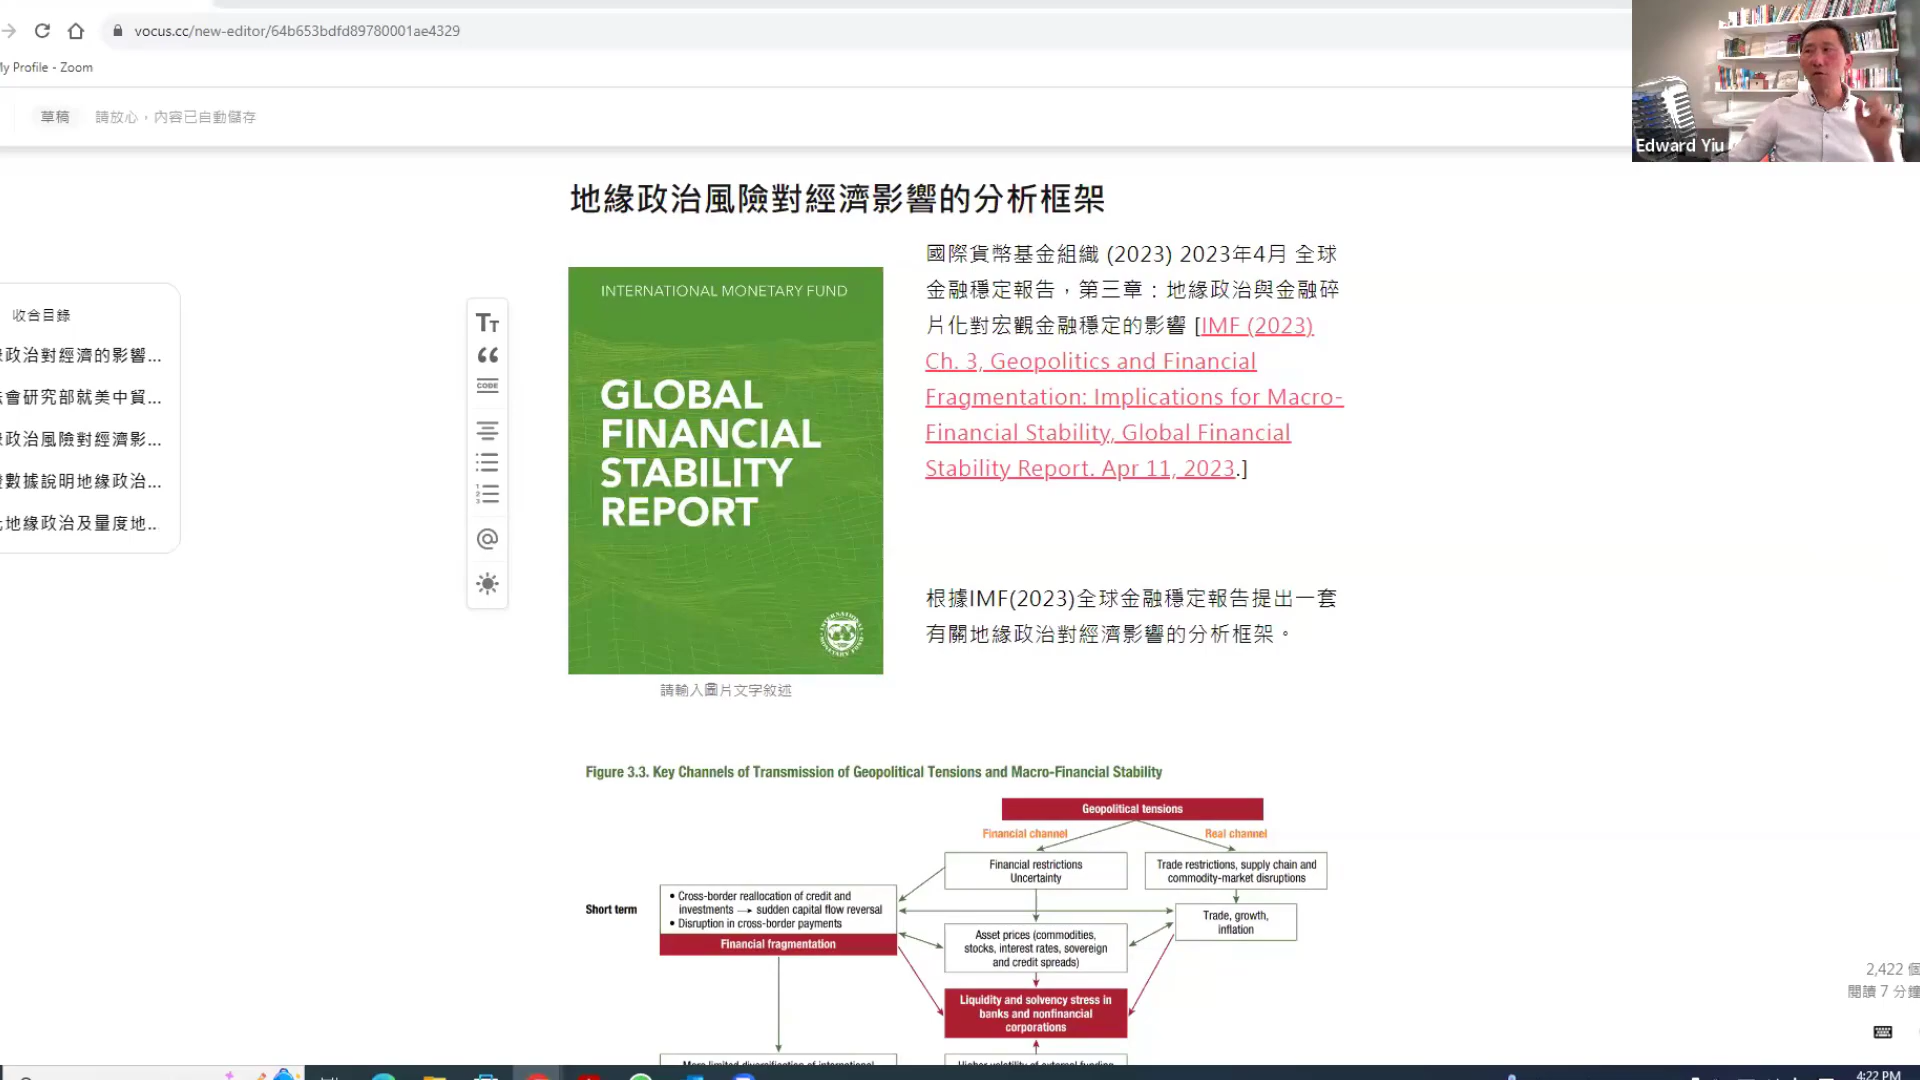 vocus.cc/new-editor/64b653bdfd89780001ae4329
My Profile - Zoom
草稿
請放心，內容已自動儲存
Edward Yiu
地緣政治風險對經濟影響的分析框架
收合目錄
政治對經濟的影響...
會研究部就美中貿...
政治風險對經濟影...
數據說明地緣政治...
地緣政治及量度地..
CODE
INTERNATIONAL MONETARY FUND
GLOBAL
FINANCIAL
STABILITY
REPORT
請輸入圖片文字敘述
國際貨幣基金組織 (2023) 2023年4月 全球
金融穩定報告，第三章：地緣政治與金融碎
片化對宏觀金融穩定的影響 [IMF (2023)
Ch. 3, Geopolitics and Financial
Fragmentation: Implications for Macro-
Financial Stability, Global Financial
Stability Report. Apr 11, 2023.]
根據IMF(2023)全球金融穩定報告提出一套
有關地緣政治對經濟影響的分析框架。
Figure 3.3. Key Channels of Transmission of Geopolitical Tensions and Macro-Financial Stability
Geopolitical tensions
Financial channel
Real channel
Financial restrictions
Uncertainty
Trade restrictions, supply chain and
commodity-market disruptions
Short term
• Cross-border reallocation of credit and
investments → sudden capital flow reversal
• Disruption in cross-border payments
Financial fragmentation
Trade, growth,
inflation
Asset prices (commodities,
stocks, interest rates, sovereign
and credit spreads)
Liquidity and solvency stress in
banks and nonfinancial
corporations
More limited diversification of international
Higher volatility of external funding
2,422 個
閱讀 7 分鐘
4:22 PM